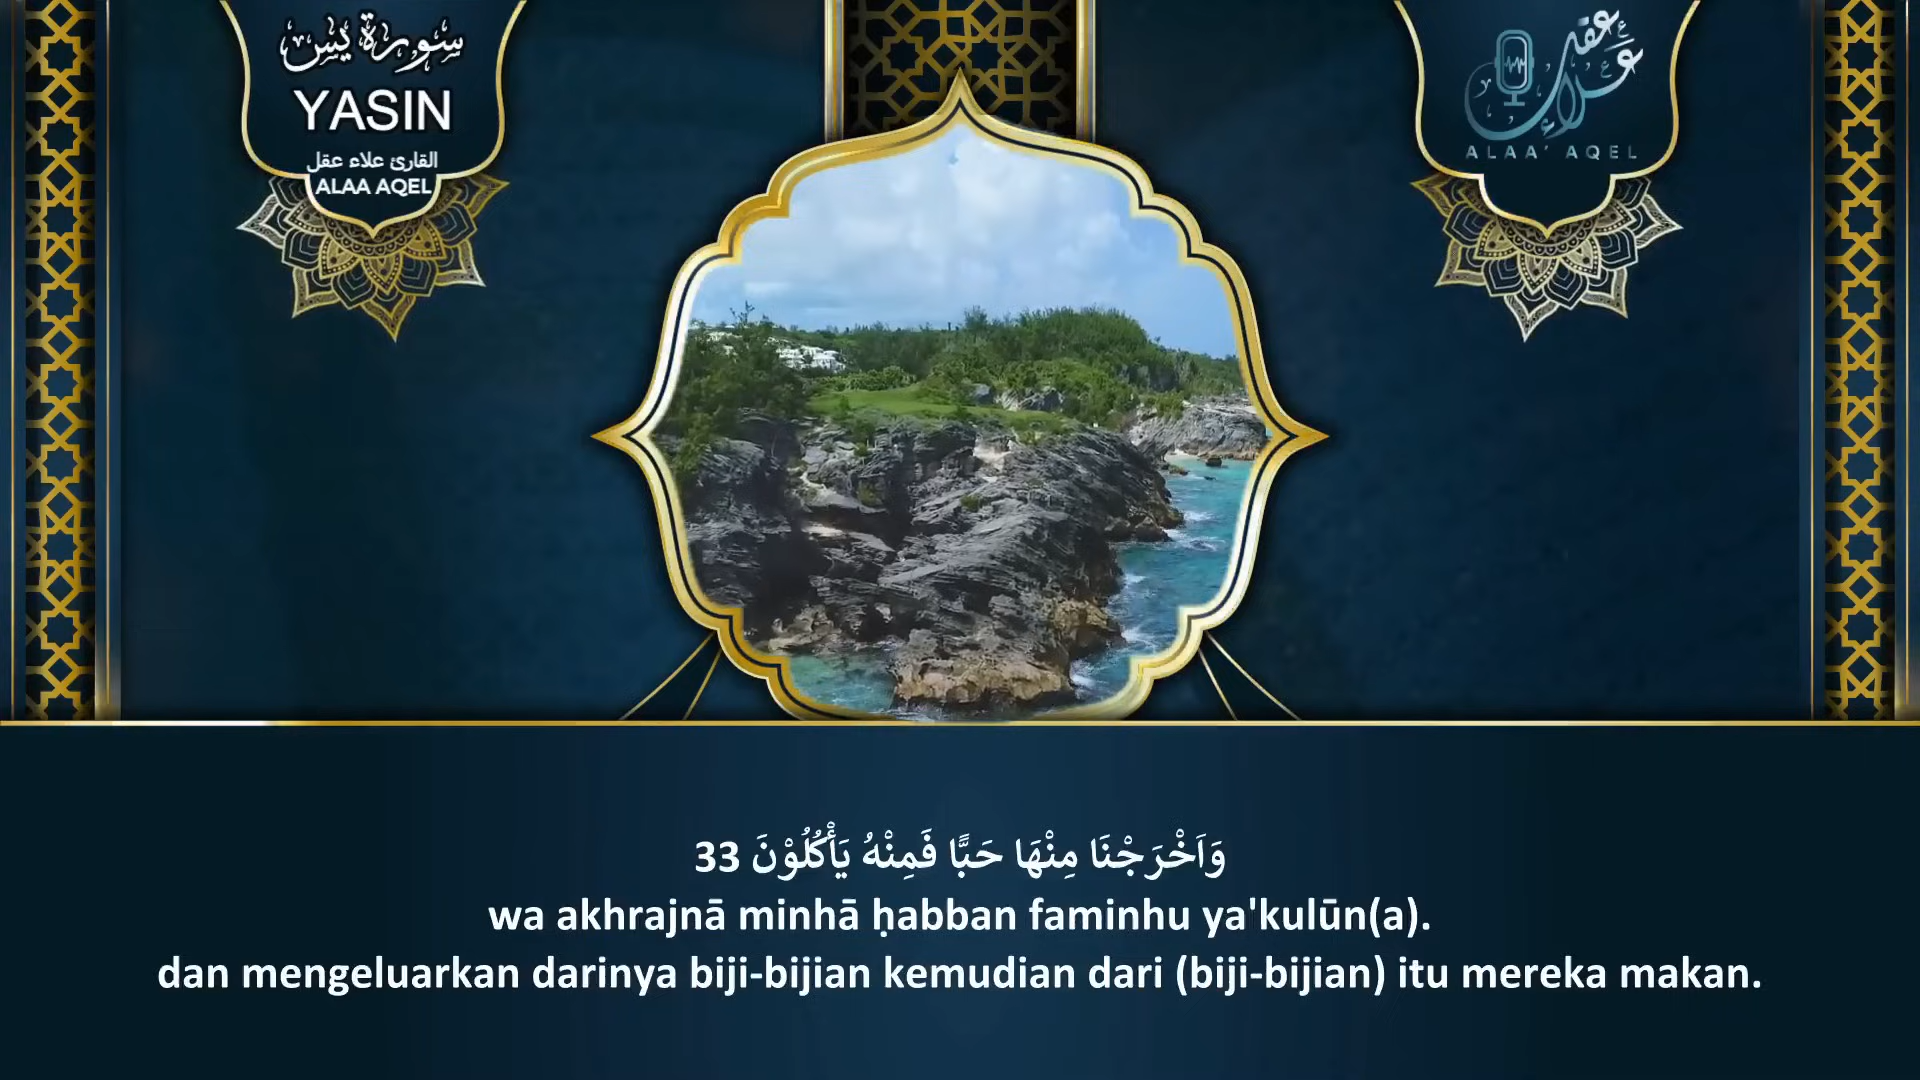 سورة يس
YASIN
القارئ علاء عقل
ALAA AQEL
علاء عقل
ALAA' AQEL
وَاَخْرَجْنَا مِنْهَا حَبًّا فَمِنْهُ يَأْكُلُوْنَ 33
wa akhrajnā minhā ḥabban faminhu ya'kulūn(a).
dan mengeluarkan darinya biji-bijian kemudian dari (biji-bijian) itu mereka makan.